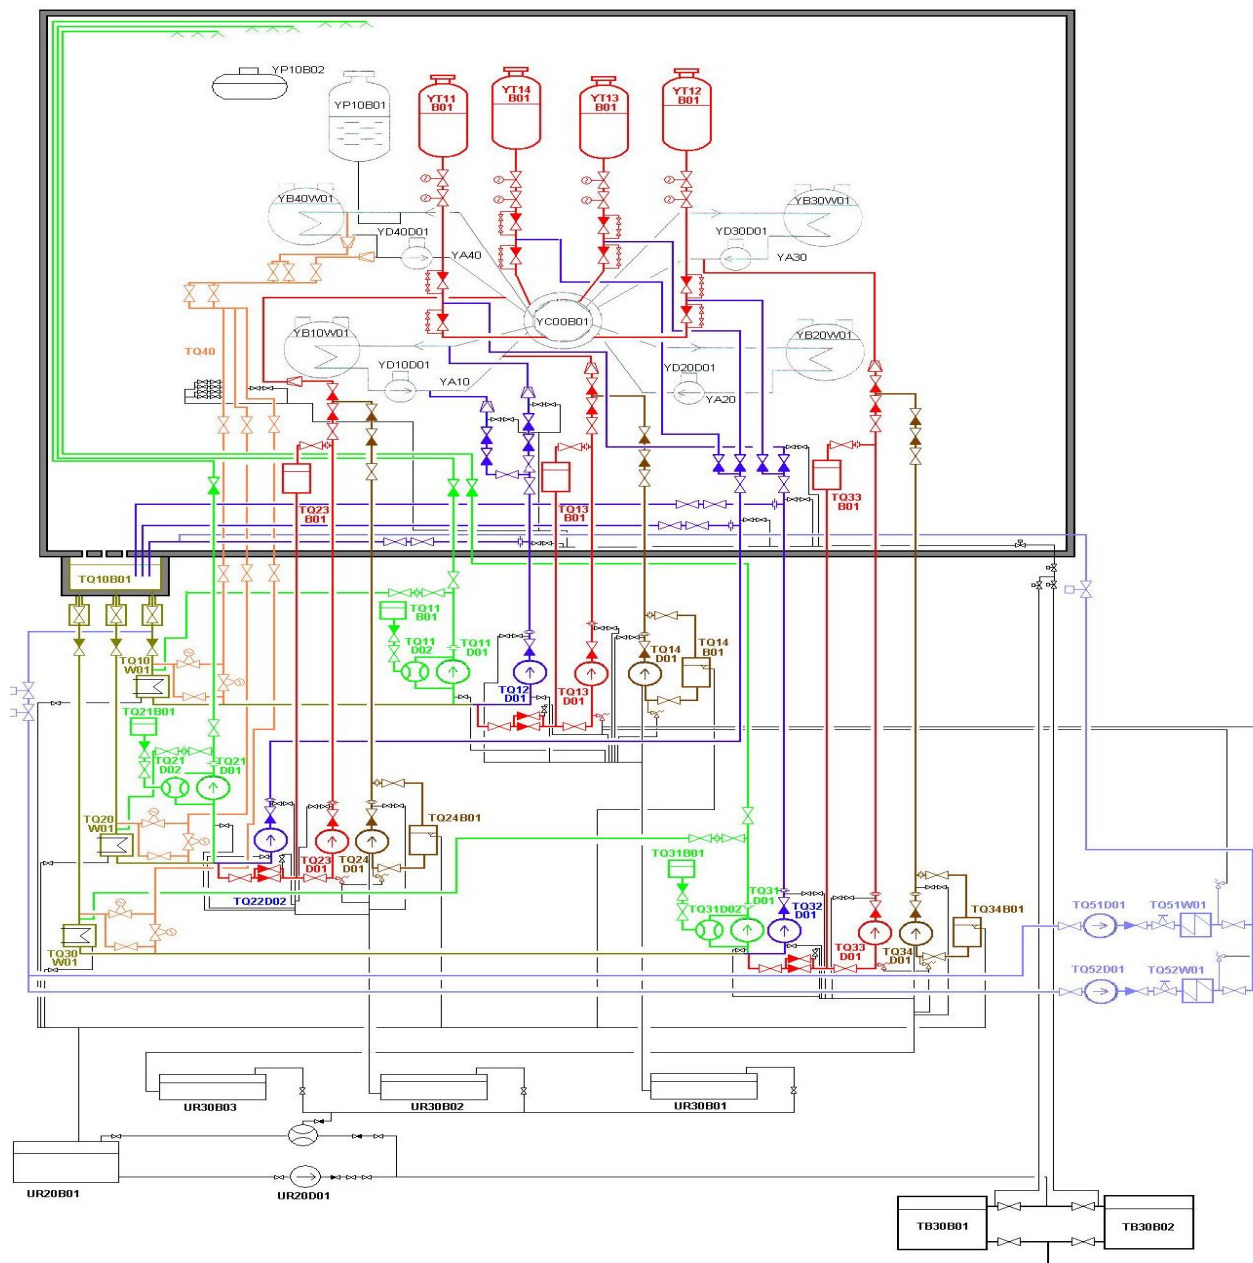 YP10B02
YP10B01
YT11
B01
YT14
B01
YT13
B01
YT12
B01
YB40W01
YD40D01
YA40
YB30W01
YD30D01
YA30
YC00B01
YB10W01
YD10D01
YA10
YB20W01
YD20D01
YA20
TQ40
TQ23
B01
TQ13
B01
TQ33
B01
TQ10B01
TQ11
B01
TQ11
D02
TQ11
D01
TQ12
D01
TQ13
D01
TQ14
D01
TQ14
B01
TQ10
W01
TQ21B01
TQ21
D02
TQ21
D01
TQ20
W01
TQ22D02
TQ23
D01
TQ24
D01
TQ24B01
TQ31B01
TQ31D02
TQ31
D01
TQ32
D01
TQ33
D01
TQ34
D01
TQ34B01
TQ30
W01
TQ51D01
TQ51W01
TQ52D01
TQ52W01
UR30B03
UR30B02
UR30B01
UR20B01
UR20D01
TB30B01
TB30B02